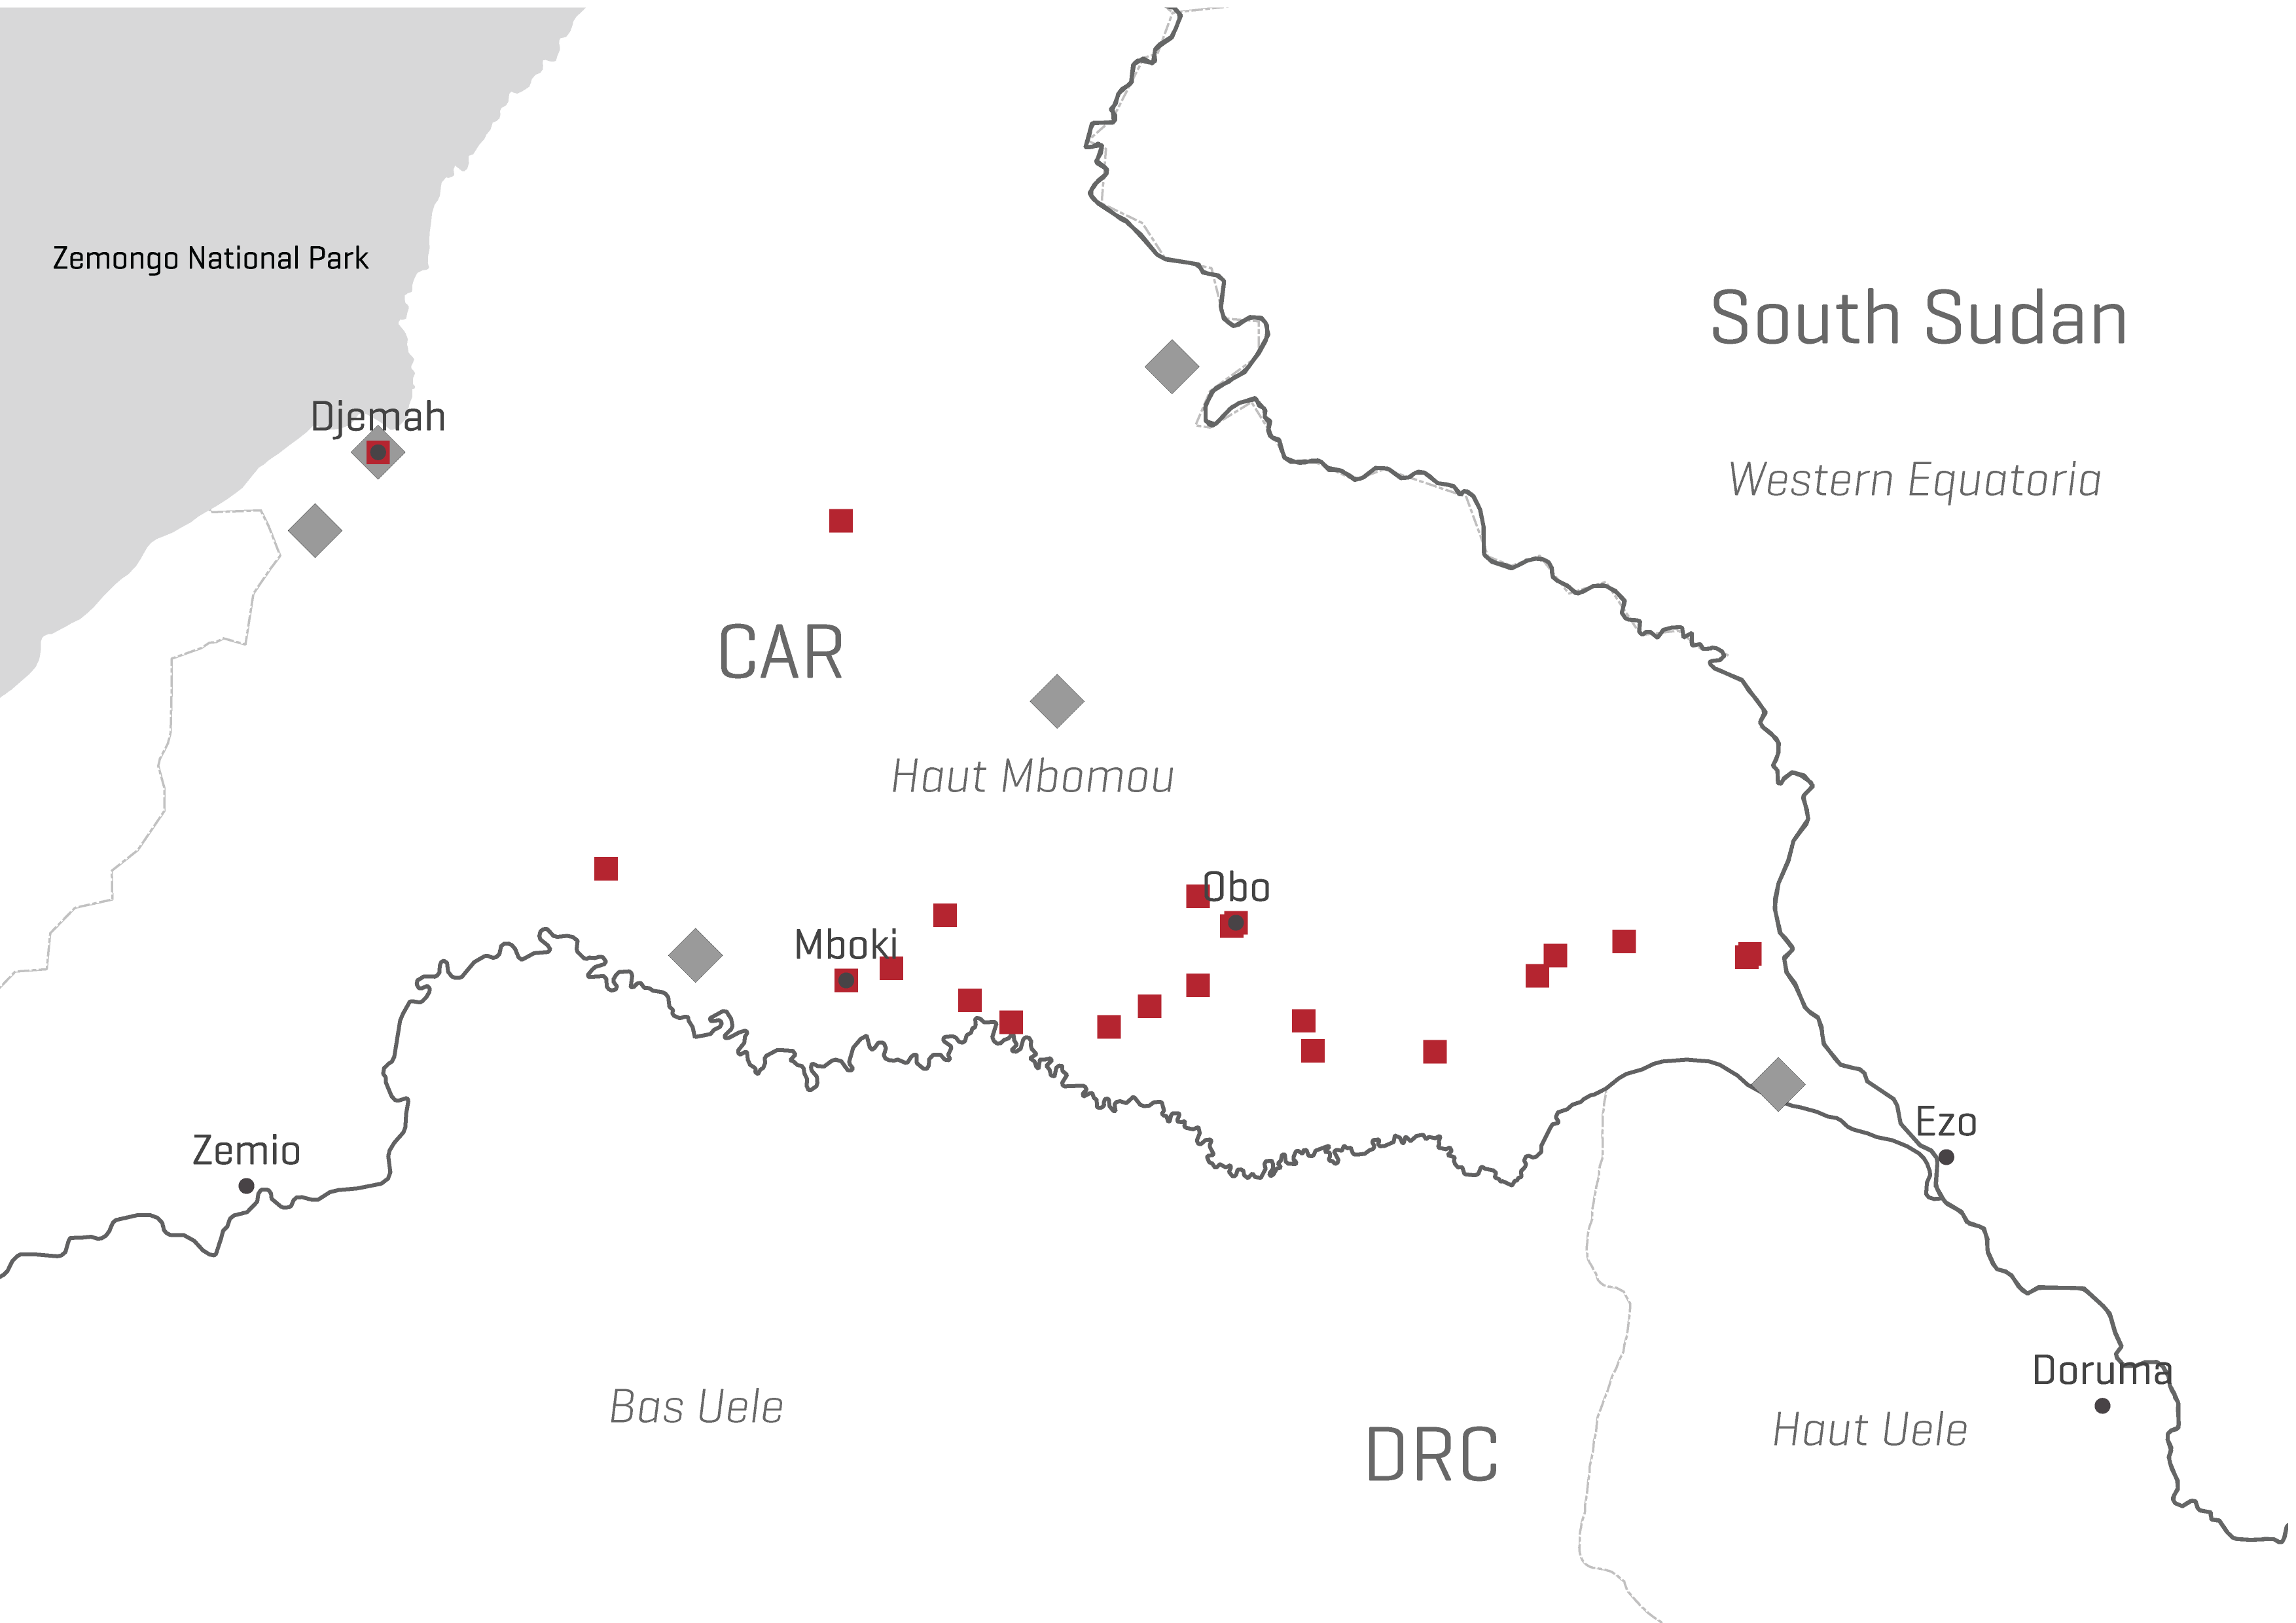 Zemongo National Park
South Sudan
Djemah
Western Equatoria
CAR
Haut Mbomou
Obo
Mboki
Ezo
Zemio
Doruma
Bas Uele
Haut Uele
DRC